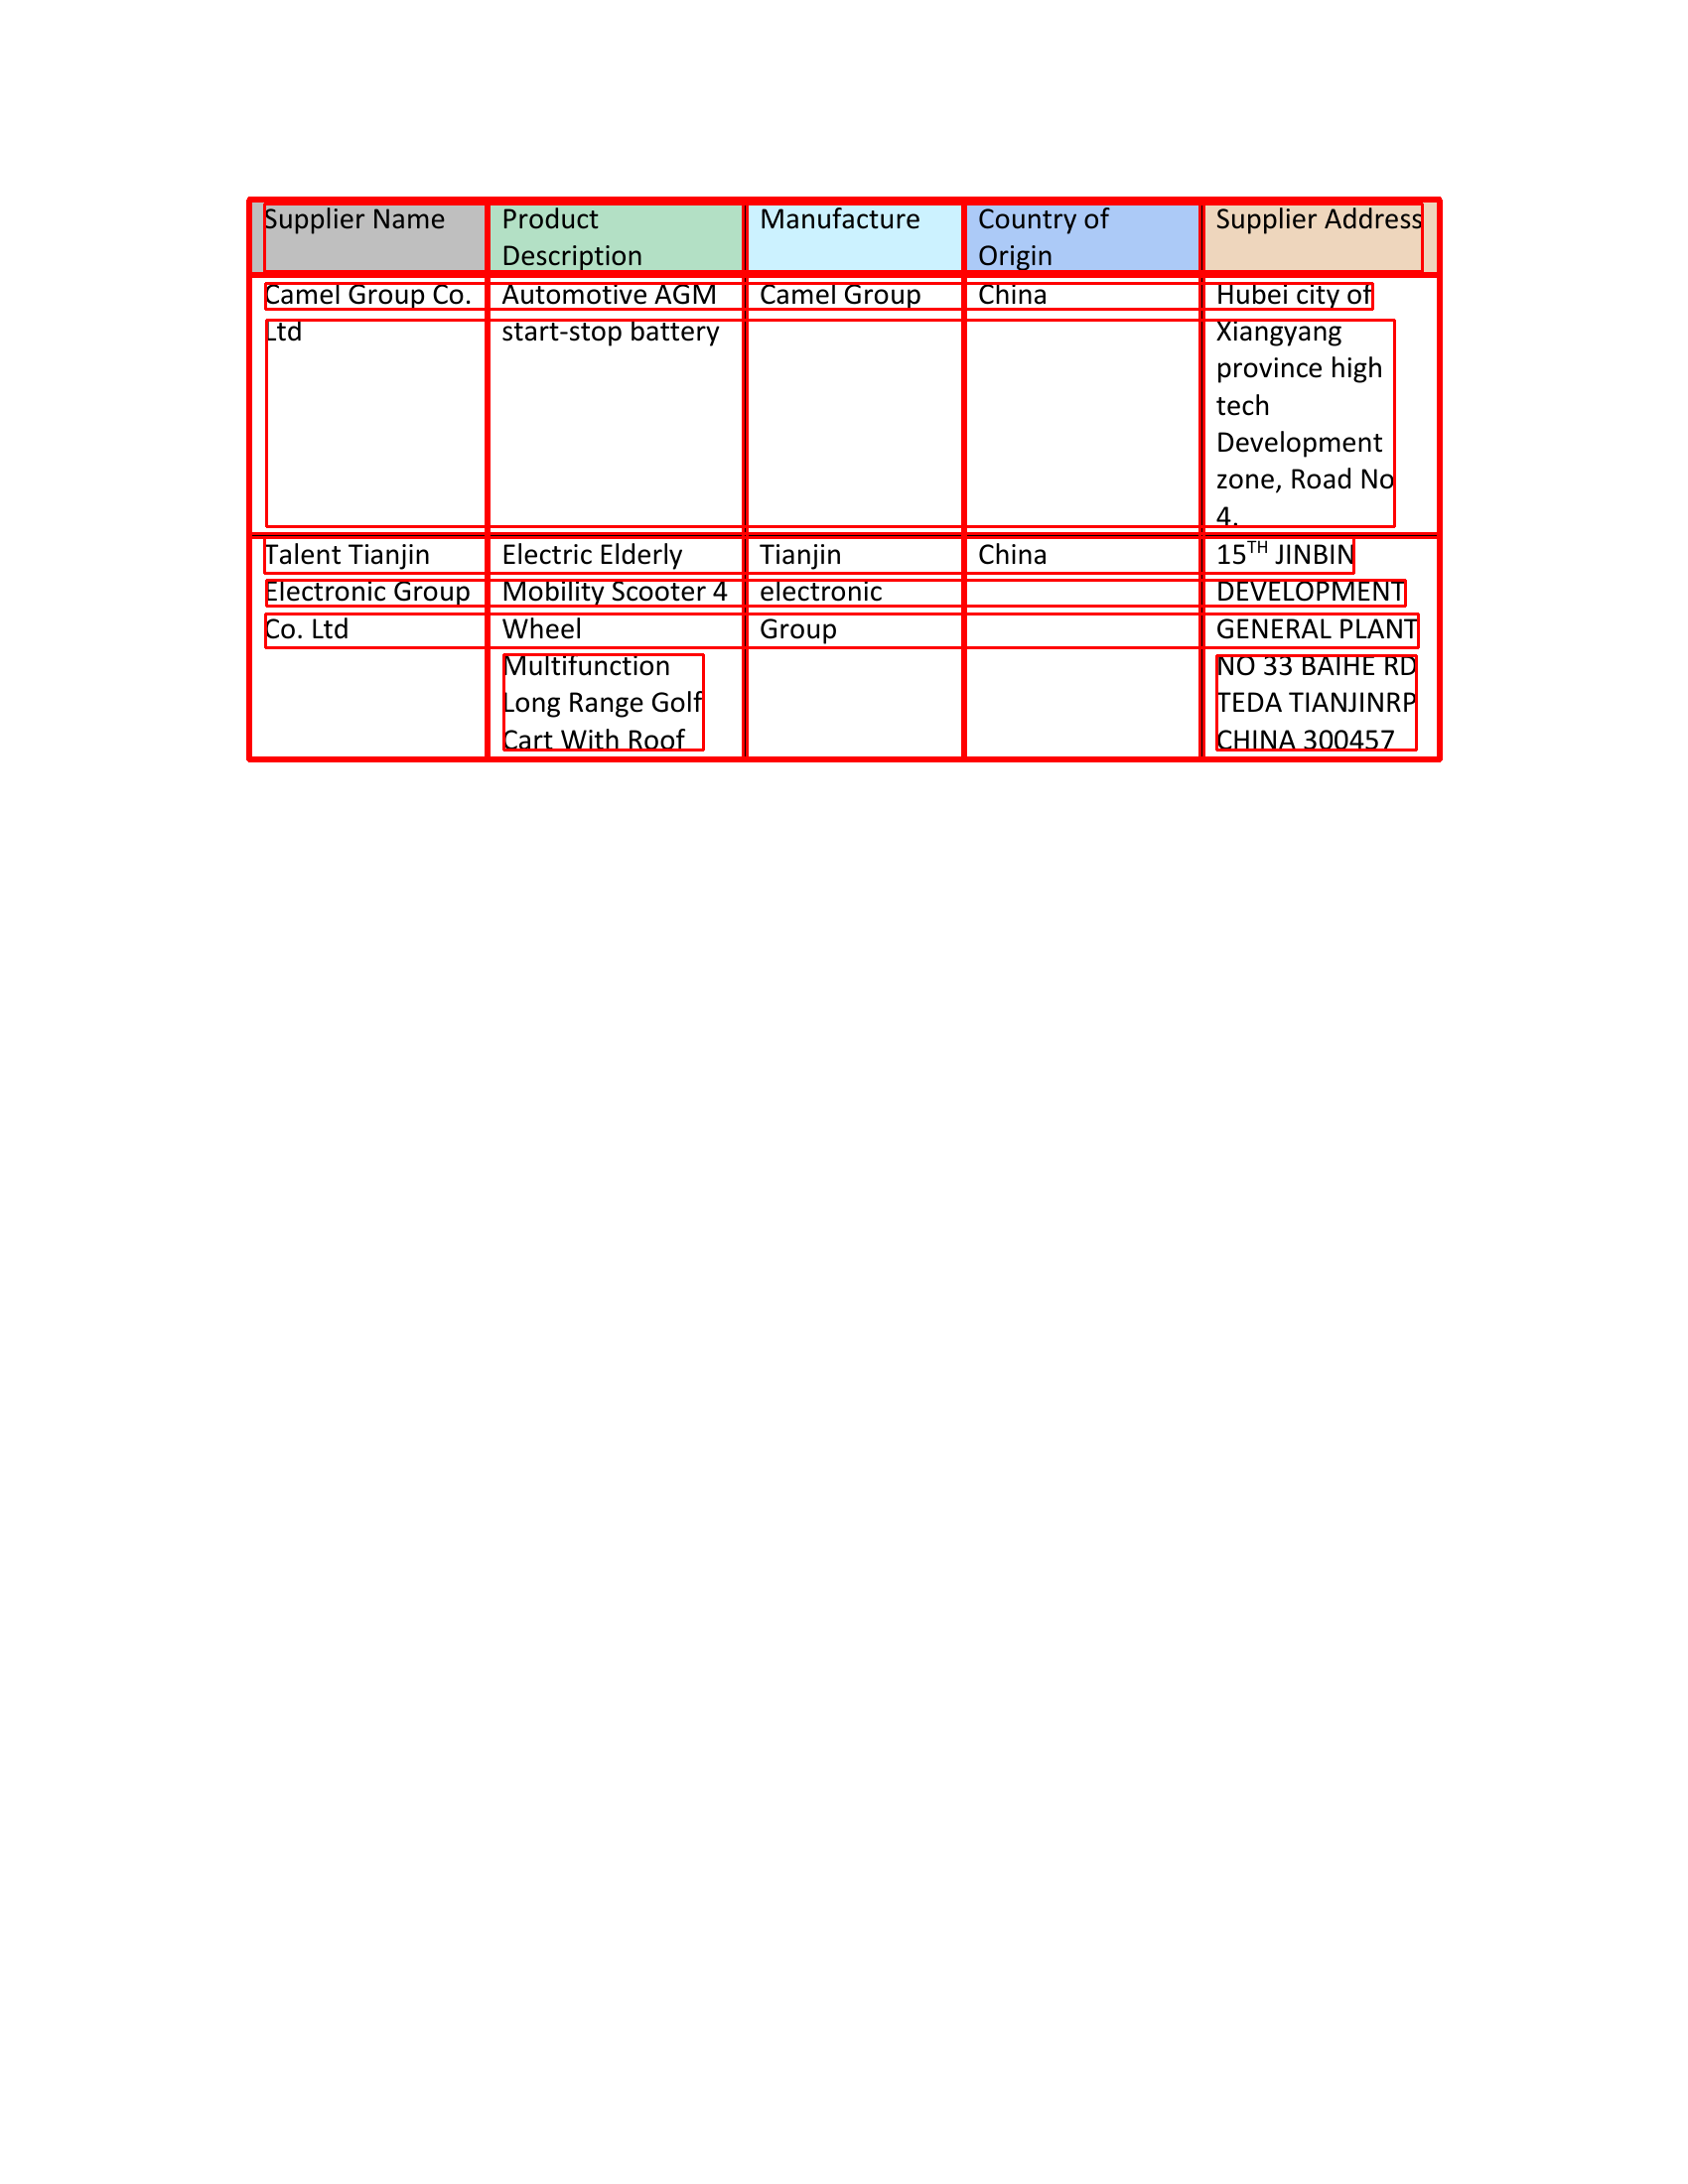 Supplier Name
Product
Description
Manufacture
Country of
Origin
Supplier Address
Camel Group Co.
Ltd
Automotive AGM
start-stop battery
Camel Group
China
Hubei city of
Xiangyang
province high
tech
Development
zone, Road No
4.
Talent Tianjin
Electronic Group
Co. Ltd
Electric Elderly
Mobility Scooter 4
Wheel
Multifunction
Long Range Golf
Cart With Roof
Tianjin
electronic
Group
China
15TH JINBIN
DEVELOPMENT
GENERAL PLANT
NO 33 BAIHE RD
TEDA TIANJINRP
CHINA 300457